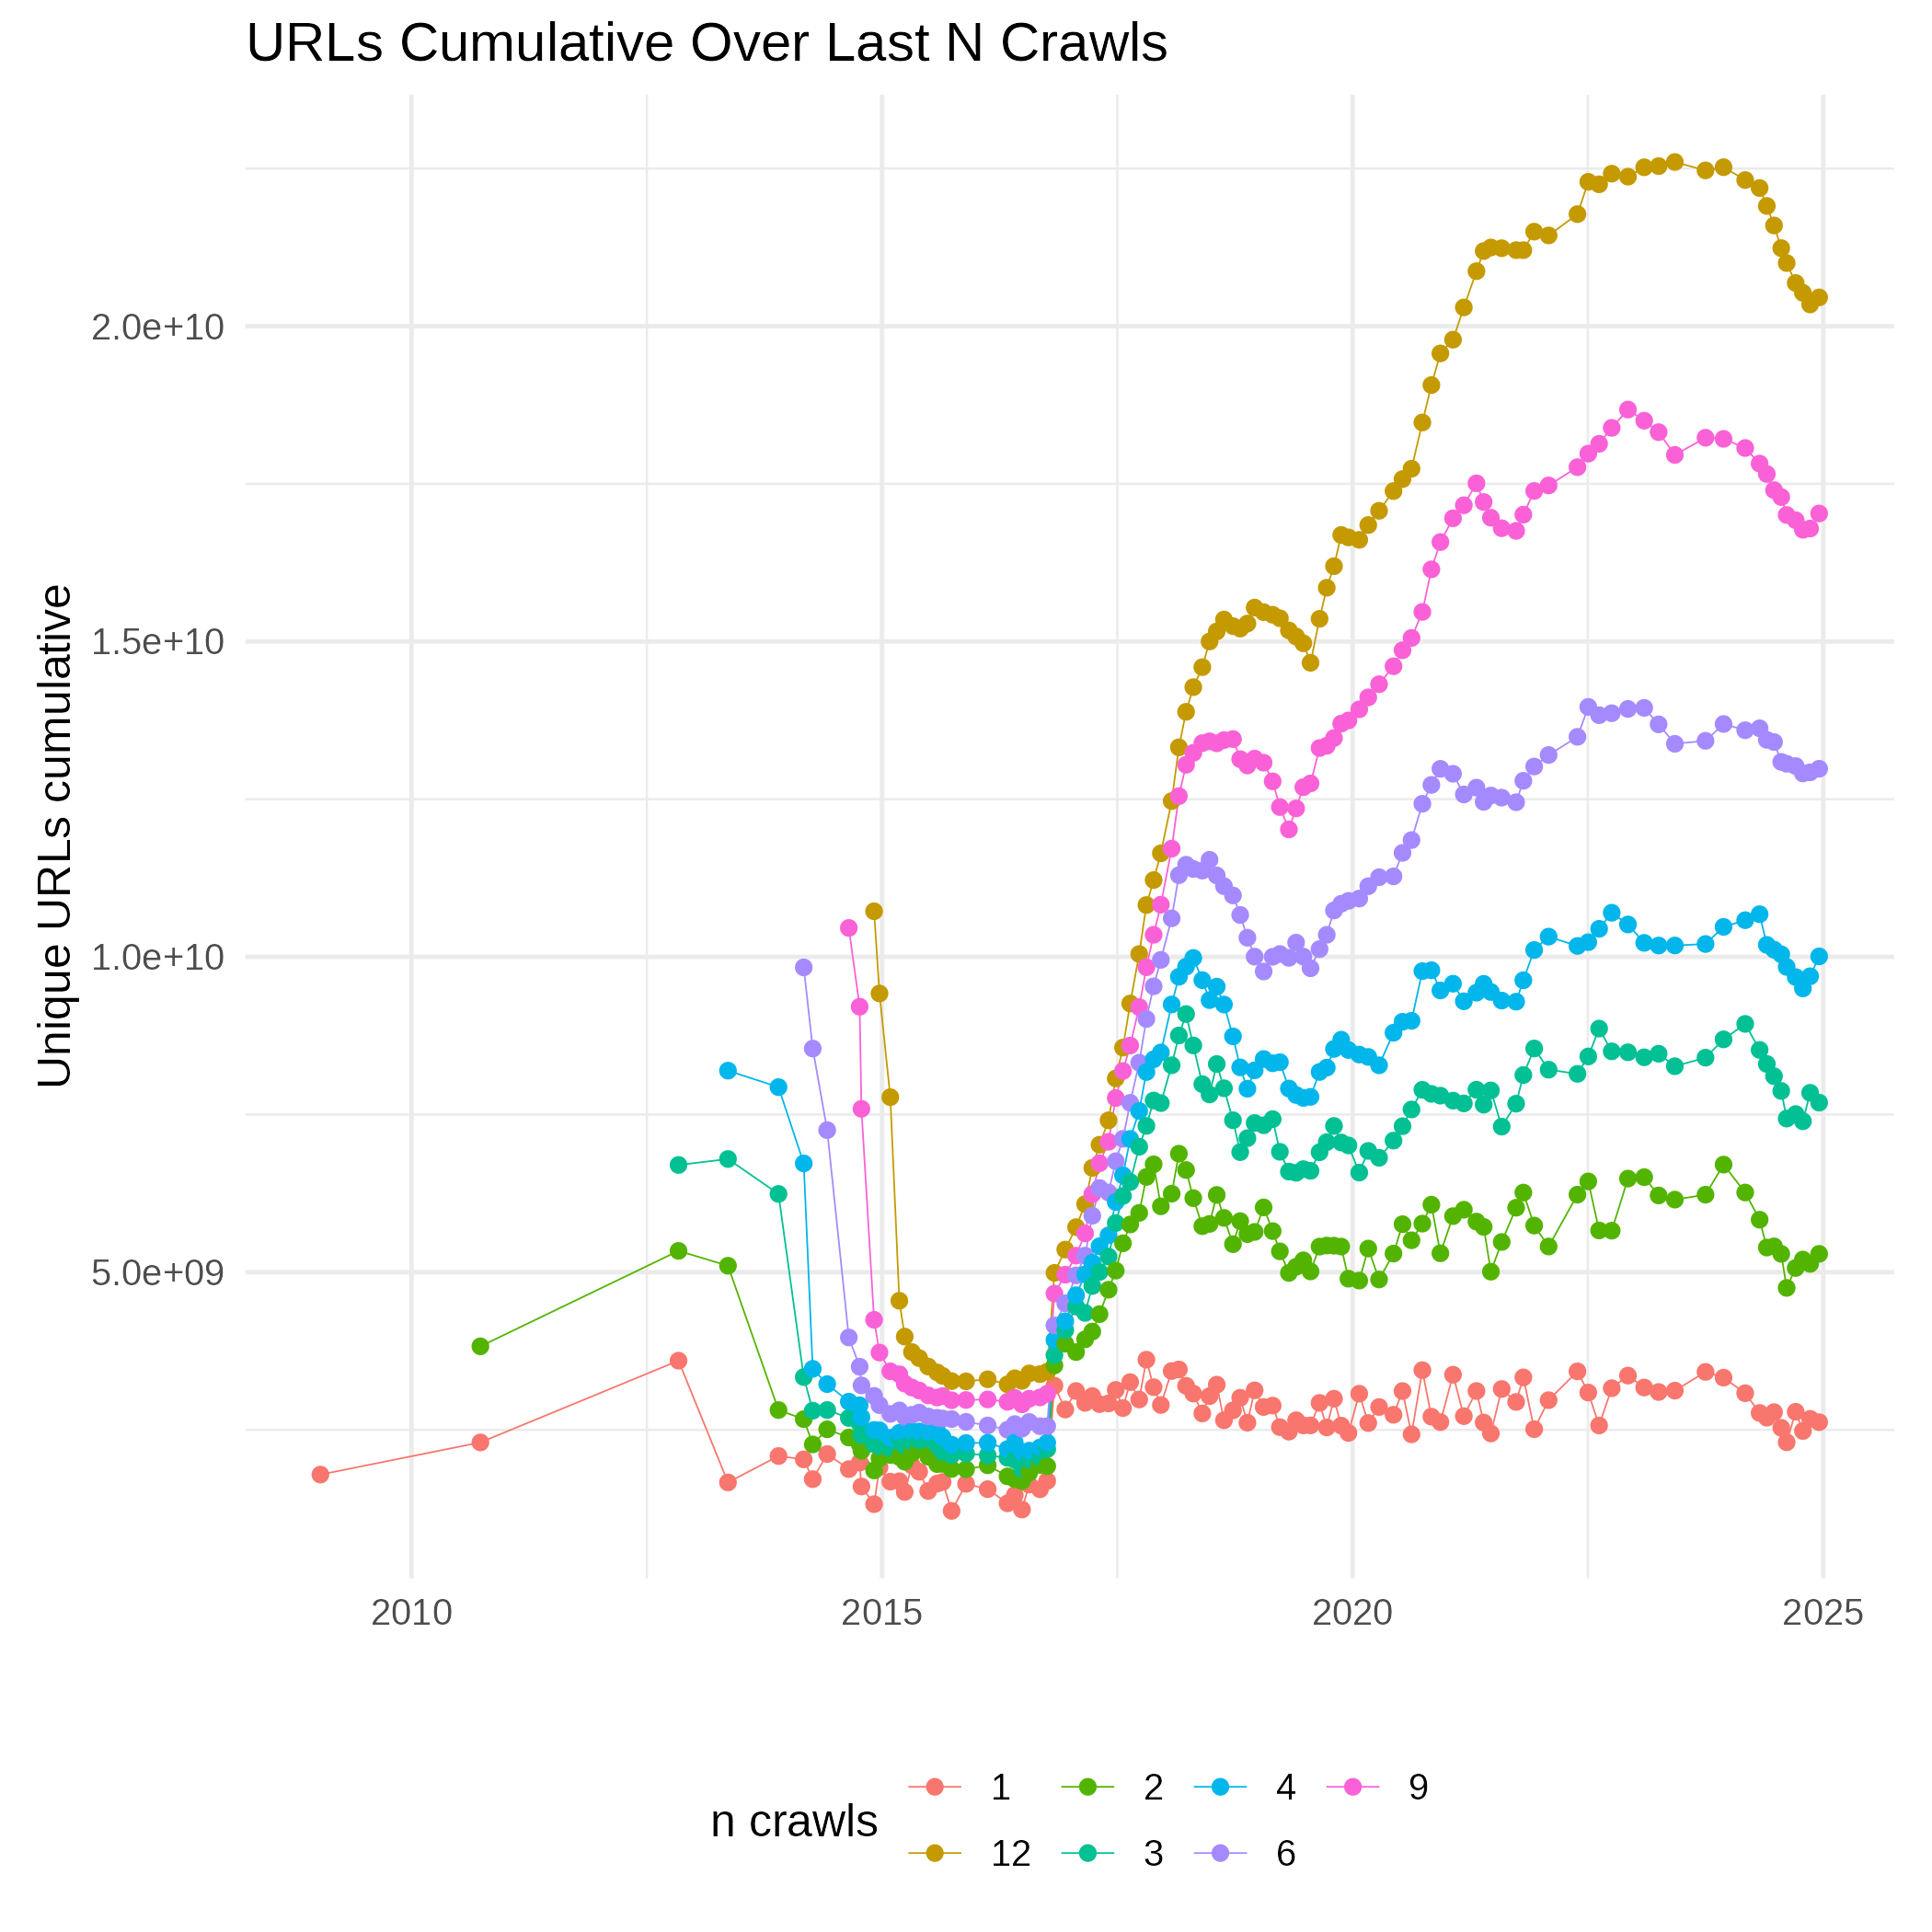 URLs Cumulative Over Last N Crawls
Unique URLs cumulative
2.0e+10
1.5e+10
1.0e+10
5.0e+09
2010 2015 2020 2025
n crawls
1 2 4 9
12 3 6